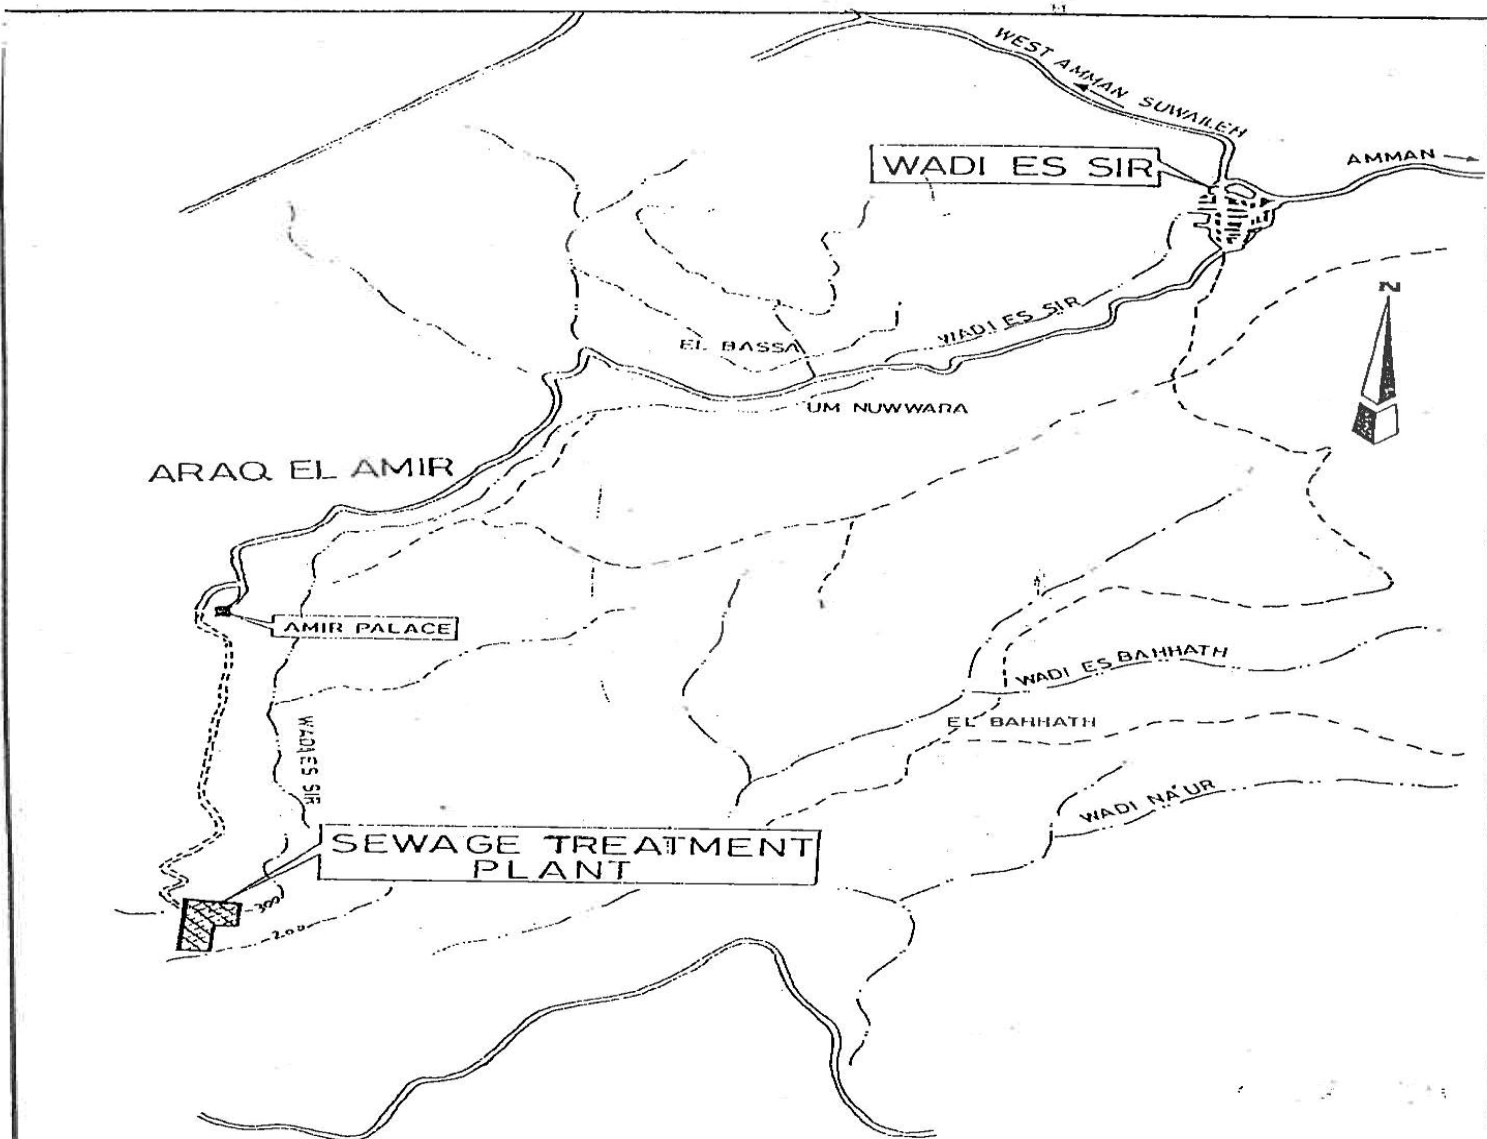 WEST AMMAN SUWAILEH
WADI ES SIR
AMMAN
N
WADI ES SIR
EL BASSA
UM NUWWARA
ARAQ EL AMIR
AMIR PALACE
WADI ES BAHHATH
EL BAHHATH
WADI ES SIR
WADI NA'UR
SEWAGE TREATMENT
PLANT
300
200